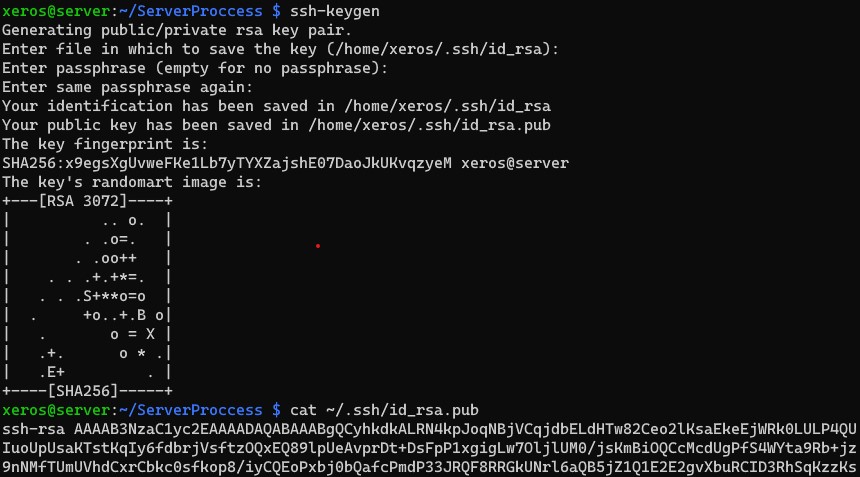 xeros@server:~/ServerProccess $ ssh-keygen
Generating public/private rsa key pair.
Enter file in which to save the key (/home/xeros/.ssh/id_rsa):
Enter passphrase (empty for no passphrase):
Enter same passphrase again:
Your identification has been saved in /home/xeros/.ssh/id_rsa
Your public key has been saved in /home/xeros/.ssh/id_rsa.pub
The key fingerprint is:
SHA256:x9egsXgUvweFKe1Lb7yTYXZajshE07DaoJkUKvqzyeM xeros@server
The key's randomart image is:
+---[RSA 3072]----+
|           .. o. |
|         . .o=.  |
|        . .oo++  |
|     . . .+.+*=. |
|    . . .S+**o=o |
|   .     +o..+.B o|
|    .       o = X |
|    .+.      o * .|
|    .E+         . |
+----[SHA256]-----+
xeros@server:~/ServerProccess $ cat ~/.ssh/id_rsa.pub
ssh-rsa AAAAB3NzaC1yc2EAAAADAQABAAABgQCyhkdkALRN4kpJoqNBjVCqjdbELdHTw82Ceo2lKsaEkeEjWRk0LULP4QU
IuoUpUsaKTstKqIy6fdbrjVsftzOQxEQ89lpUeAvprDt+DsFpP1xgigLw7OljlUM0/jsKmBiOQCcMcdUgPfS4WYta9Rb+jz
9nNMfTUmUVhdCxrCbkc0sfkop8/iyCQEoPxbj0bQafcPmdP33JRQF8RRGkUNrl6aQB5jZ1Q1E2E2gvXbuRCID3RhSqKzzKs